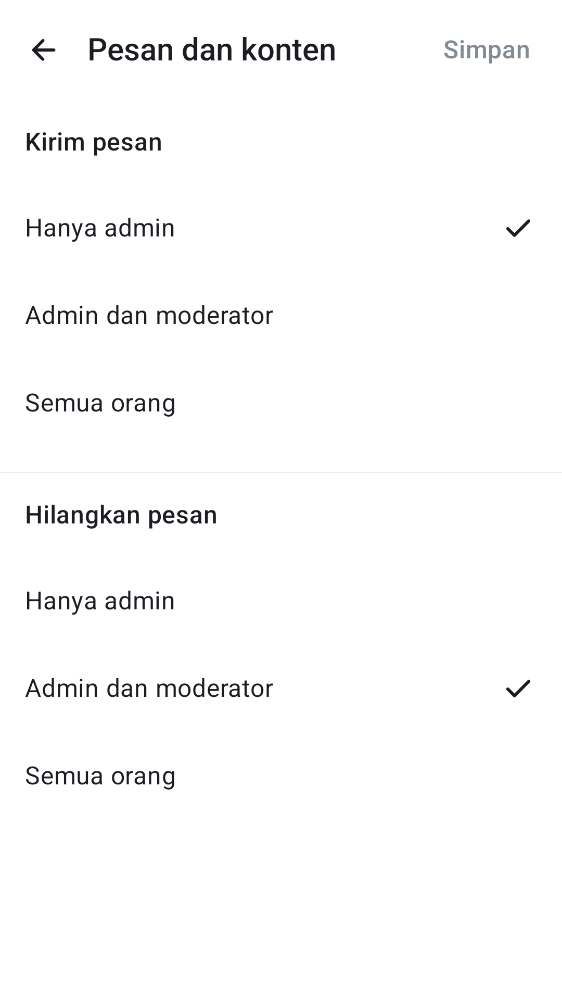 Pesan dan konten
Simpan
Kirim pesan
Hanya admin
Admin dan moderator
Semua orang
Hilangkan pesan
Hanya admin
Admin dan moderator
Semua orang